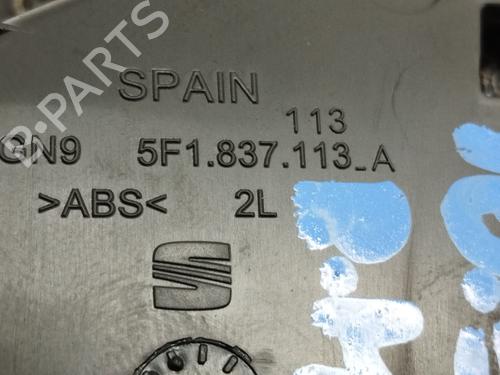 SPAIN
113
GN9 5F1.837.113_A
>ABS< 2L
B-PARTS